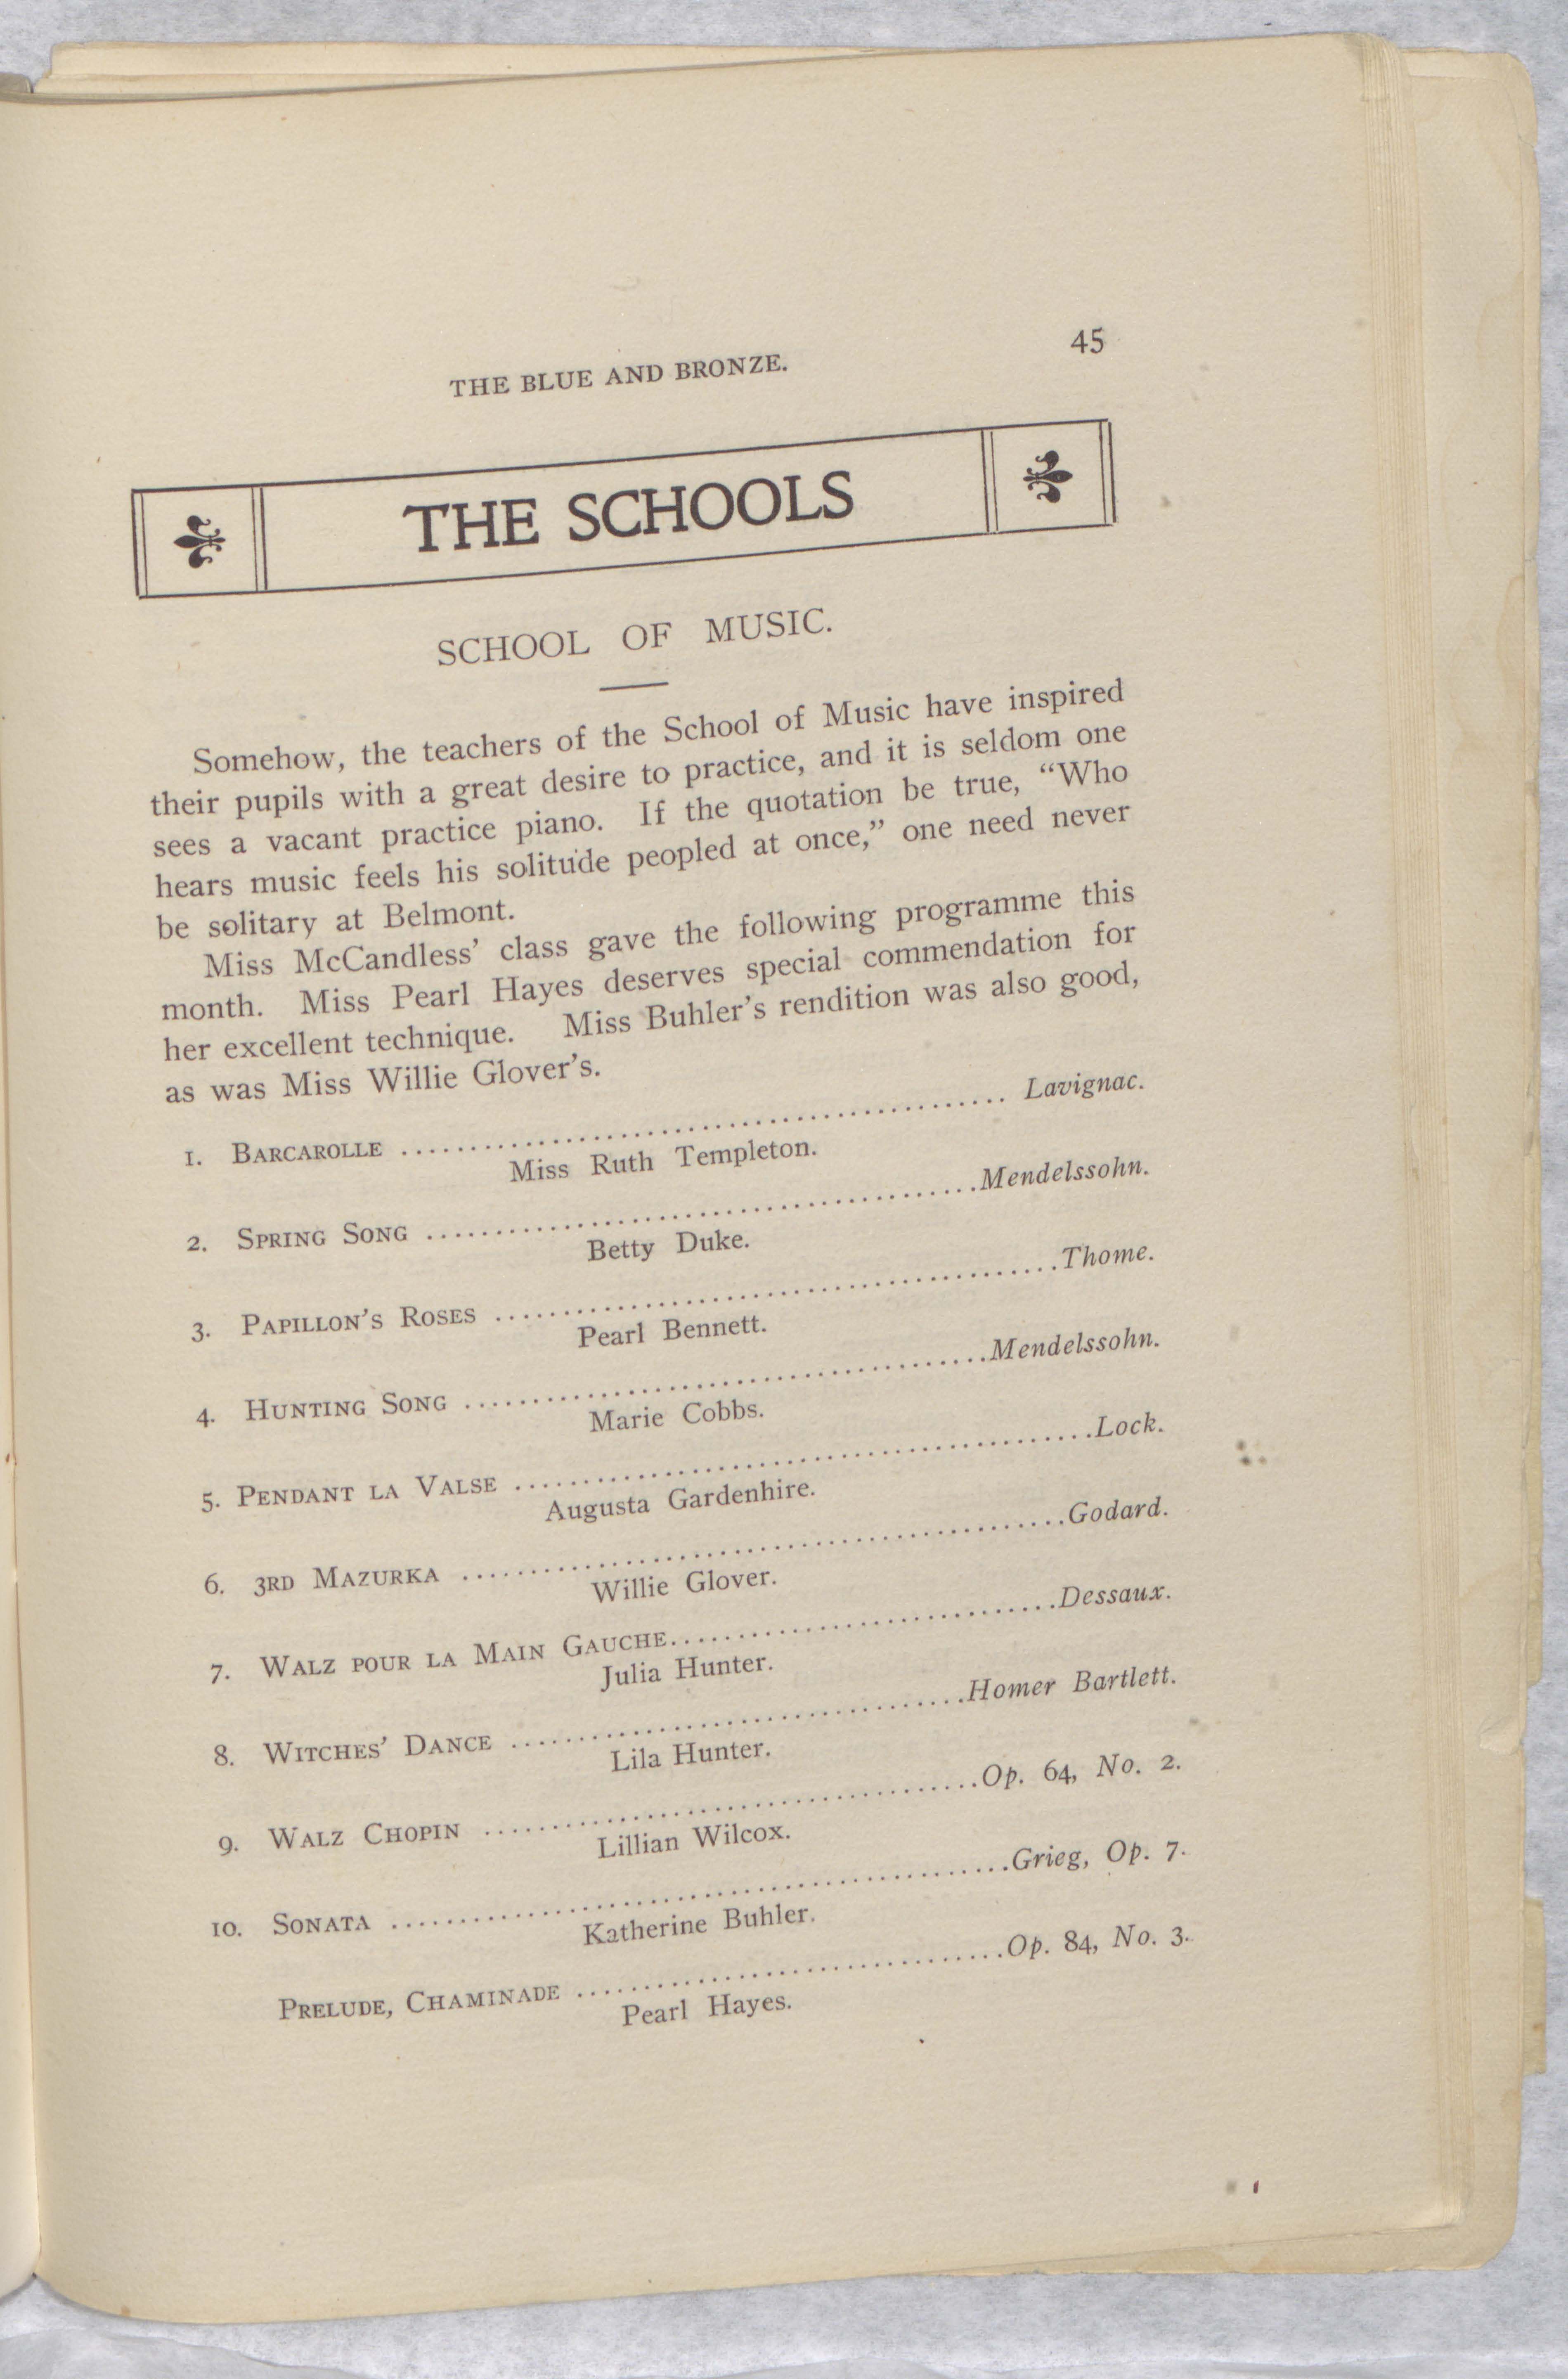 45
THE BLUE AND BRONZE.
THE SCHOOLS
SCHOOL OF MUSIC.
Somehow, the teachers of the School of Music have inspired
their pupils with a great desire to practice, and it is seldom one
sees a vacant practice piano. If the quotation be true, “Who
hears music feels his solitude peopled at once,” one need never
be solitary at Belmont.
Miss McCandless’ class gave the following programme this
month. Miss Pearl Hayes deserves special commendation for
her excellent technique. Miss Buhler’s rendition was also good,
as was Miss Willie Glover’s.
1. BARCAROLLE ............................................ Lavignac.
Miss Ruth Templeton.
2. SPRING SONG ........................................Mendelssohn.
Betty Duke.
3. PAPILLON’S ROSES ..........................................Thome.
Pearl Bennett.
4. HUNTING SONG .......................................Mendelssohn.
Marie Cobbs.
5. PENDANT LA VALSE ...........................................Lock.
Augusta Gardenhire.
6. 3RD MAZURKA .............................................Godard.
Willie Glover.
7. WALZ POUR LA MAIN GAUCHE.............................Dessaux.
Julia Hunter.
8. WITCHES’ DANCE ..................................Homer Bartlett.
Lila Hunter.
9. WALZ CHOPIN .....................................Op. 64, No. 2.
Lillian Wilcox.
10. SONATA ..............................................Grieg, Op. 7.
Katherine Buhler.
PRELUDE, CHAMINADE ................................Op. 84, No. 3.
Pearl Hayes.